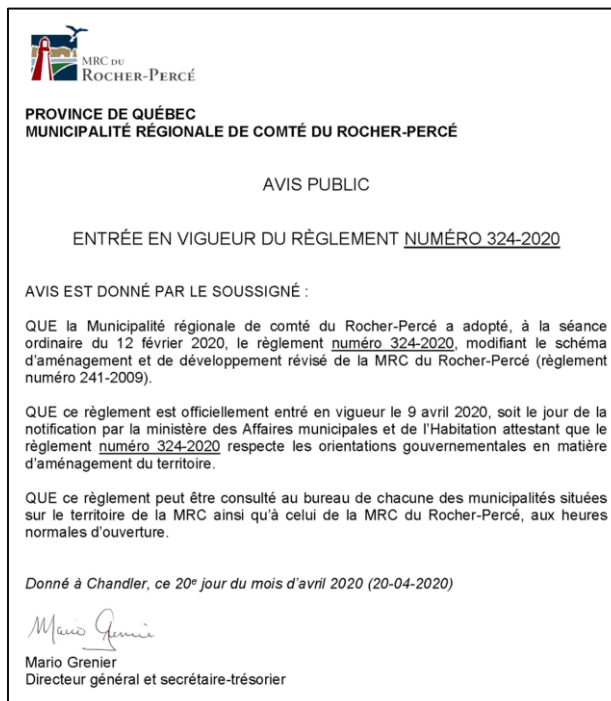 MRC DU
ROCHER-PERCÉ
PROVINCE DE QUÉBEC
MUNICIPALITÉ RÉGIONALE DE COMTÉ DU ROCHER-PERCÉ
AVIS PUBLIC
ENTRÉE EN VIGUEUR DU RÈGLEMENT NUMÉRO 324-2020
AVIS EST DONNÉ PAR LE SOUSSIGNÉ :
QUE la Municipalité régionale de comté du Rocher-Percé a adopté, à la séance
ordinaire du 12 février 2020, le règlement numéro 324-2020, modifiant le schéma
d'aménagement et de développement révisé de la MRC du Rocher-Percé (règlement
numéro 241-2009).
QUE ce règlement est officiellement entré en vigueur le 9 avril 2020, soit le jour de la
notification par la ministère des Affaires municipales et de l'Habitation attestant que le
règlement numéro 324-2020 respecte les orientations gouvernementales en matière
d'aménagement du territoire.
QUE ce règlement peut être consulté au bureau de chacune des municipalités situées
sur le territoire de la MRC ainsi qu'à celui de la MRC du Rocher-Percé, aux heures
normales d'ouverture.
Donné à Chandler, ce 20e jour du mois d'avril 2020 (20-04-2020)
Mario Grenier
Mario Grenier
Directeur général et secrétaire-trésorier